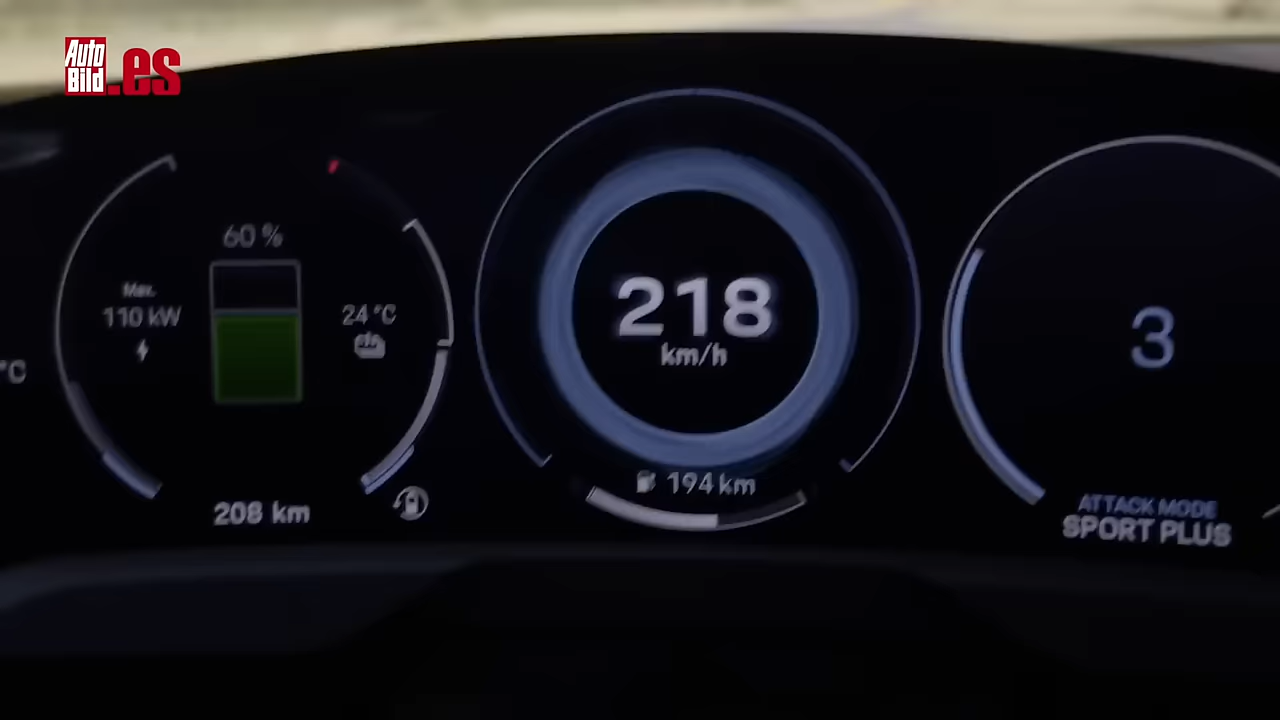 Auto
Bild
.es
60 %
Max.
110 kW
24 °C
°C
218
km/h
3
194 km
208 km
ATTACK MODE
SPORT PLUS